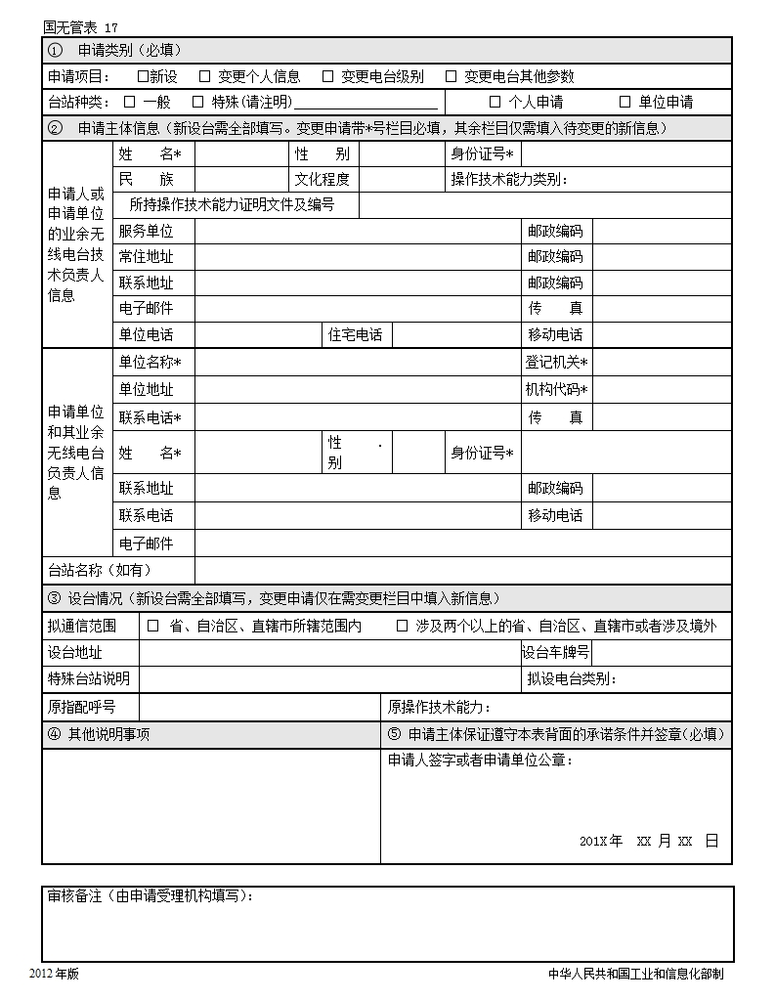 国无管表 17
① 申请类别（必填）
申请项目： □新设 □ 变更个人信息 □ 变更电台级别 □ 变更电台其他参数
台站种类： □ 一般 □ 特殊(请注明)____________________ □ 个人申请 □ 单位申请
② 申请主体信息（新设台需全部填写。变更申请带*号栏目必填，其余栏目仅需填入待变更的新信息）
申请人或
申请单位
的业余无
线电台技
术负责人
信息
姓 名* 性 别 身份证号*
民 族 文化程度 操作技术能力类别：
所持操作技术能力证明文件及编号
服务单位 邮政编码
常住地址 邮政编码
联系地址 邮政编码
电子邮件 传 真
单位电话 住宅电话 移动电话
申请单位
和其业余
无线电台
负责人信
息
单位名称* 登记机关*
单位地址 机构代码*
联系电话* 传 真
姓 名* 性 . 身份证号*
别
联系地址 邮政编码
联系电话 移动电话
电子邮件
台站名称（如有）
③ 设台情况（新设台需全部填写，变更申请仅在需变更栏目中填入新信息）
拟通信范围 □ 省、自治区、直辖市所辖范围内 □ 涉及两个以上的省、自治区、直辖市或者涉及境外
设台地址 设台车牌号
特殊台站说明 拟设电台类别：
原指配呼号 原操作技术能力：
④ 其他说明事项 ⑤ 申请主体保证遵守本表背面的承诺条件并签章（必填）
申请人签字或者申请单位公章：
201X年 XX 月 XX 日
审核备注（由申请受理机构填写）：
2012 年版 中华人民共和国工业和信息化部制